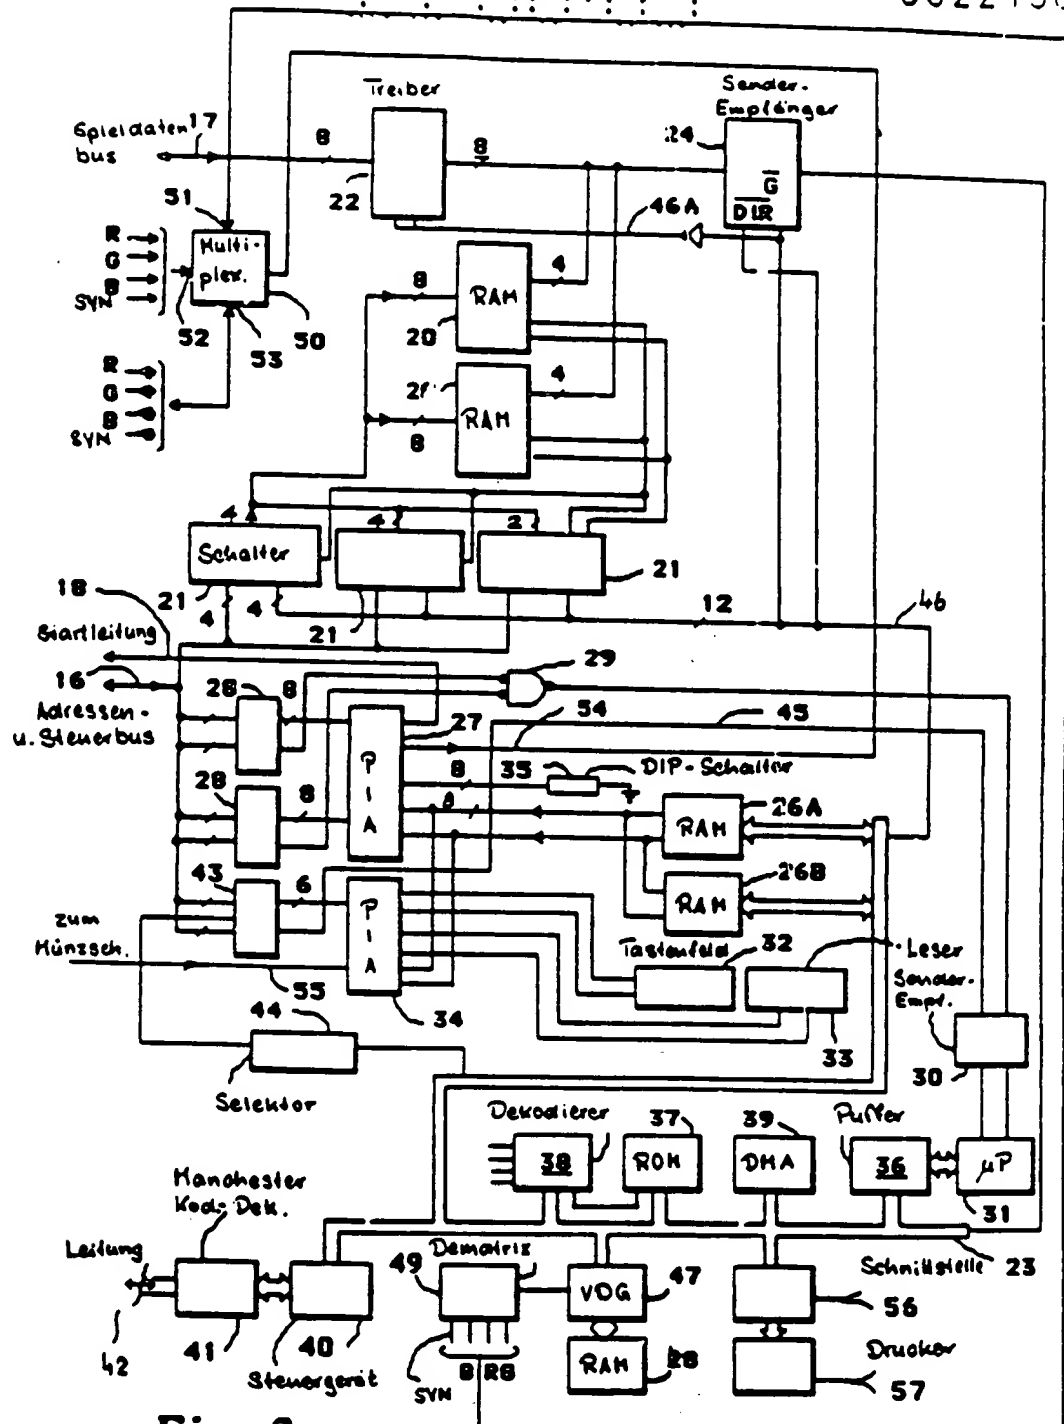 Treiber
Sender-
Empfänger
Spieldaten
bus
17
8
8
24
G
DIR
22
51
46A
R
G
B
SYN
Multi-
plex.
52
53
50
8
RAM
4
20
R
G
B
SYN
RAM
4
8
4
4
2
Schalter
21
21
21
18
4
4
12
46
Startleitung
16
Adressen-
u. Steuerbus
28
8
29
27
54
45
P
I
A
8
35
DIP-Schalter
28
8
8
RAM
26A
43
6
RAM
26B
zum
Münzsch.
P
I
A
Tastenfeld
32
Leser
Sender-
Empf.
55
44
34
33
30
Selektor
Dekodierer
38
37
ROM
39
DMA
Puffer
36
µP
31
Manchester
Kod-Dek.
Leitung
42
41
40
Steuergerät
Dematrix
49
SYN
B
RG
VDG
47
RAM
28
Schnittstelle
23
56
Drucker
57